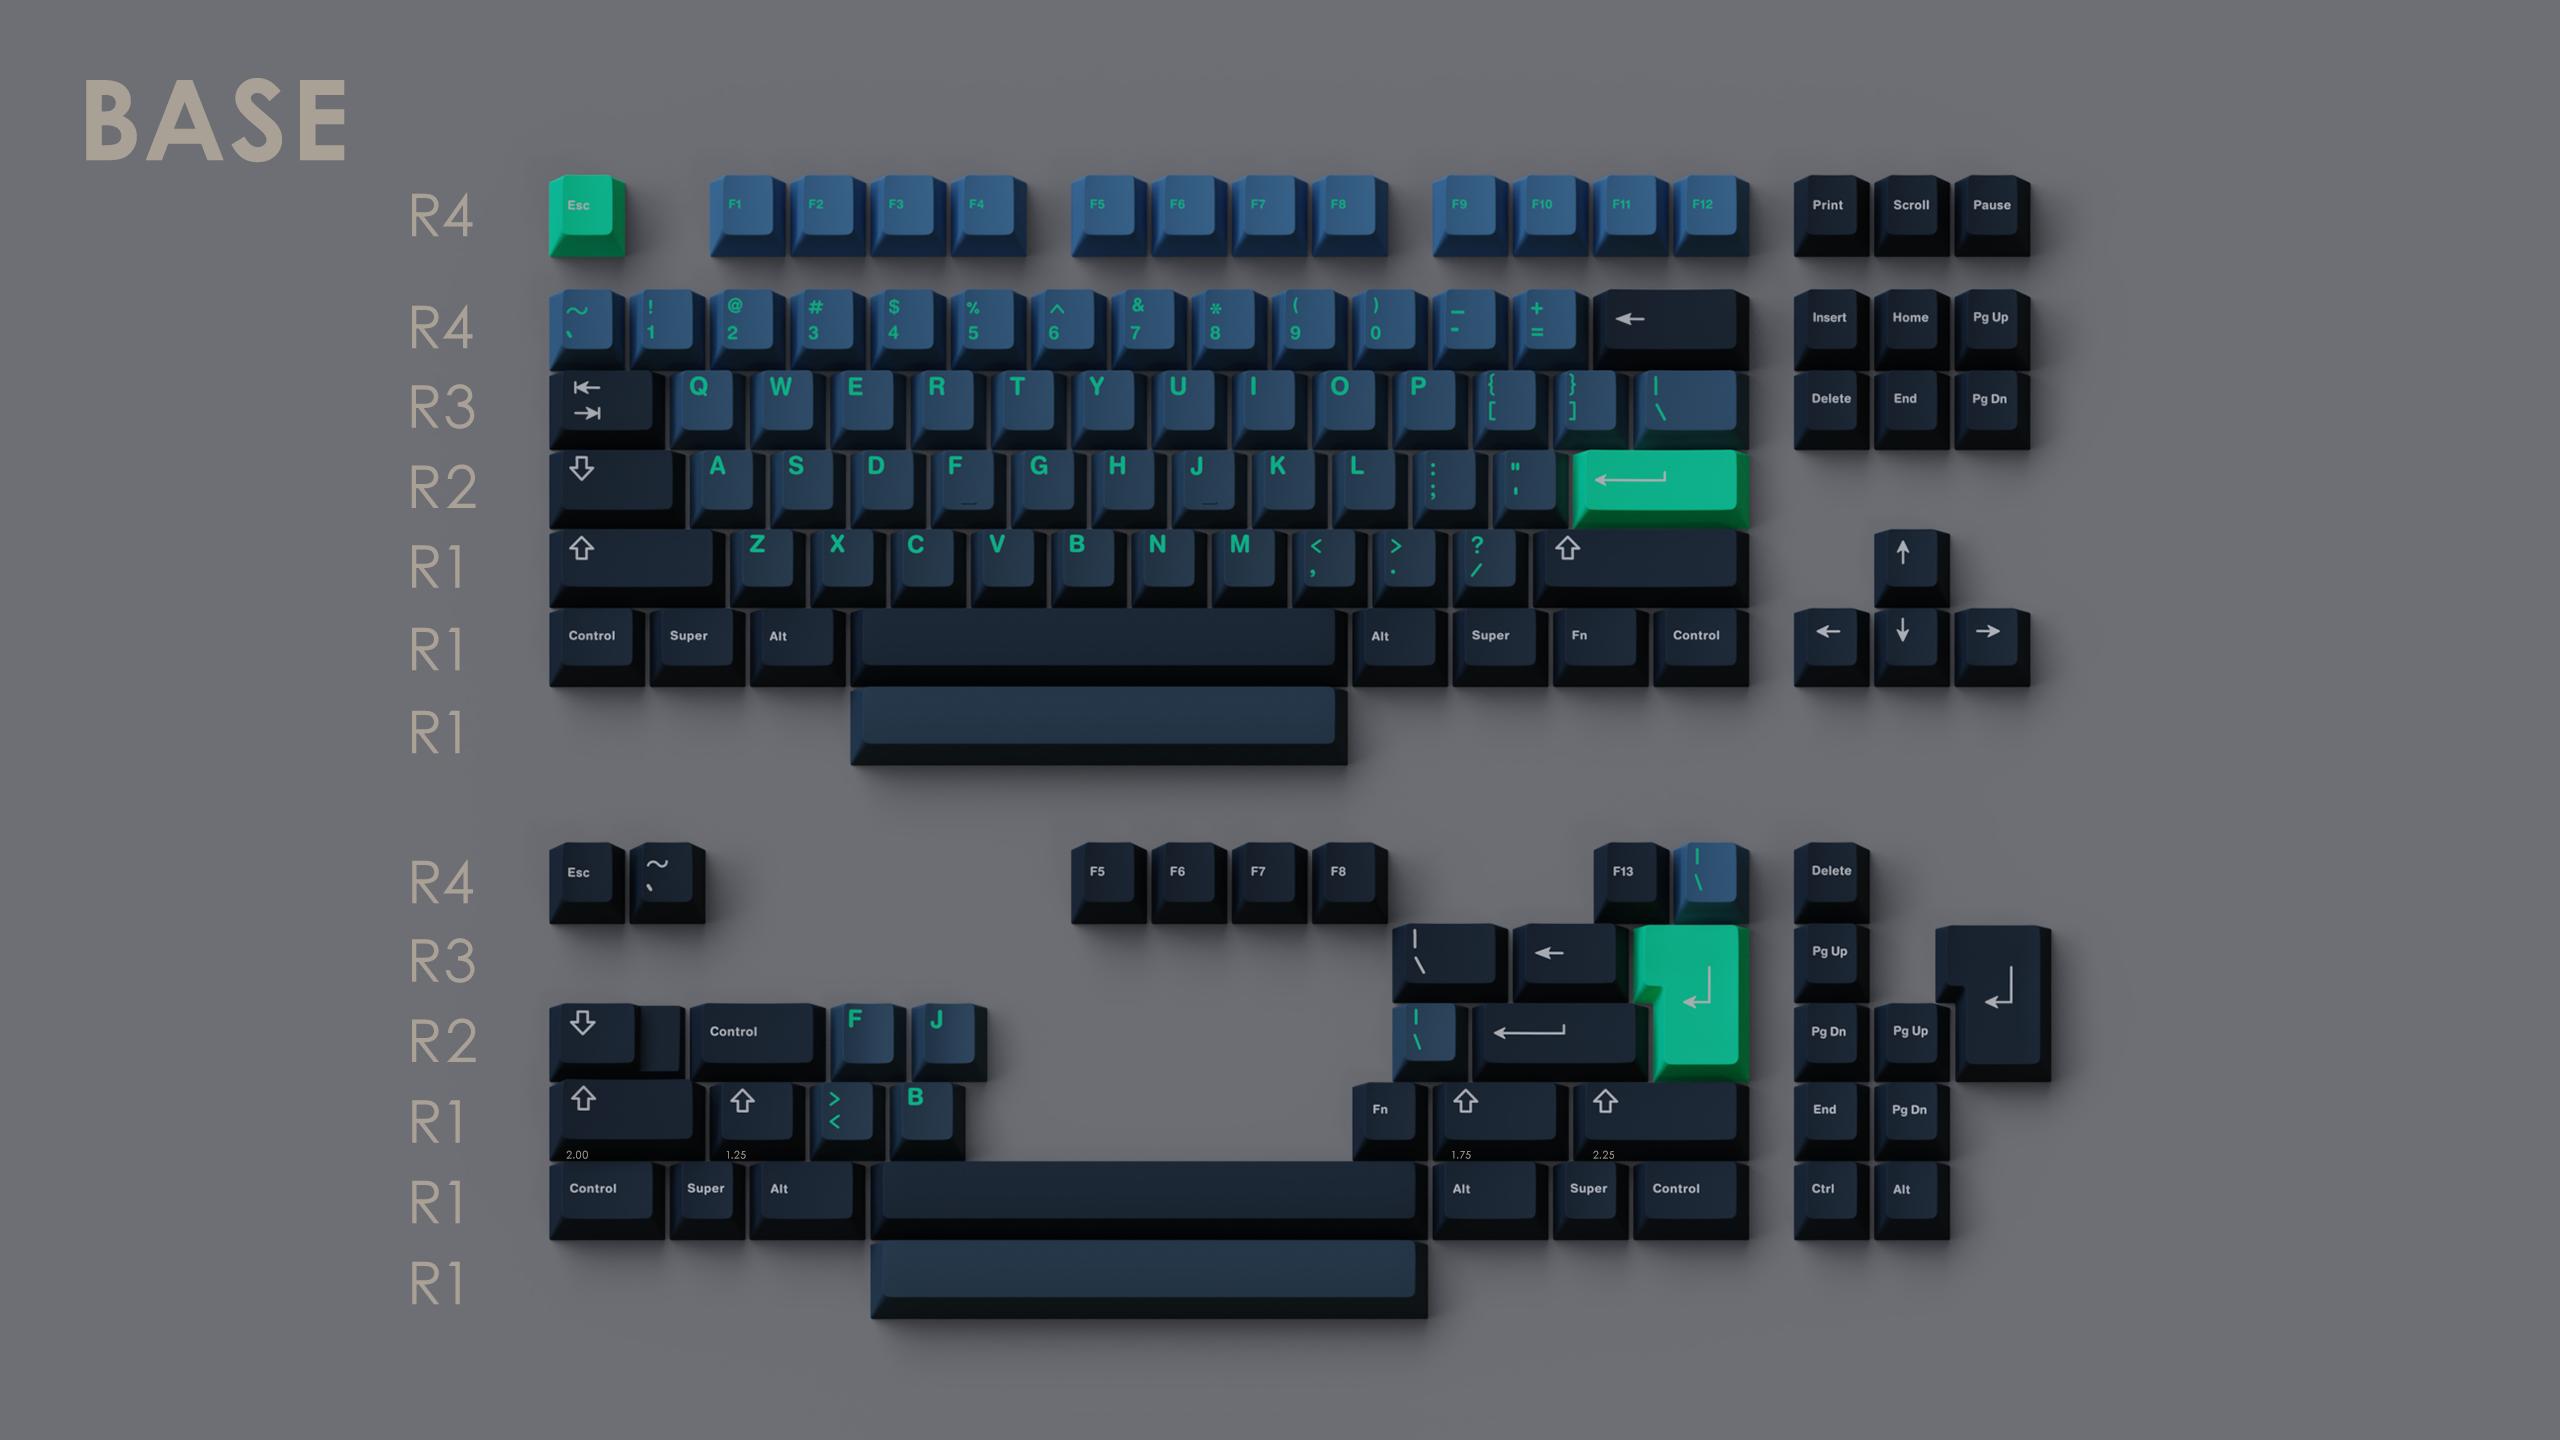 BASE
R4 Esc F1 F2 F3 F4 F5 F6 F7 F8 F9 F10 F11 F12 Print Scroll Pause
~ ! @ # $ % ^ & * ( ) _ +
R4 ` 1 2 3 4 5 6 7 8 9 0 - = ← Insert Home Pg Up
R3 ⇤ Q W E R T Y U I O P { } | Delete End Pg Dn
⇥ [ ] \
R2 ⇩ A S D F G H J K L : " ↵
; '
R1 ⇧ Z X C V B N M < > ? ⇧ ↑
, . /
R1 Control Super Alt Alt Super Fn Control ← ↓ →
R1
R4 Esc ~ F5 F6 F7 F8 F13 | Delete
` \
R3 | ← ↵ Pg Up ↵
\
R2 ⇩ Control F J | ↵ Pg Dn Pg Up
\
R1 ⇧ ⇧ > B Fn ⇧ ⇧ End Pg Dn
<
2.00 1.25 1.75 2.25
R1 Control Super Alt Alt Super Control Ctrl Alt
R1